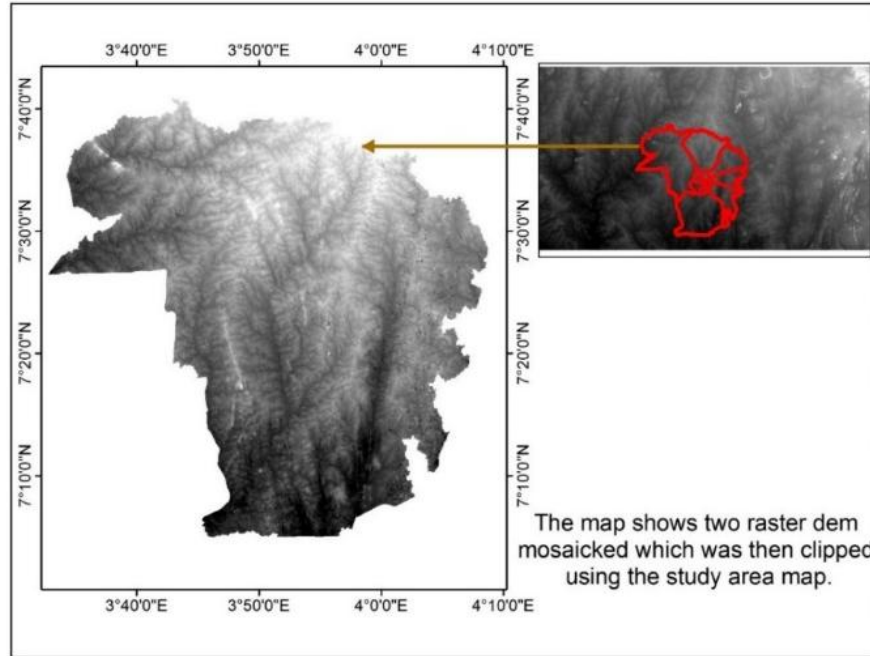 3°40'0"E 3°50'0"E 4°0'0"E 4°10'0"E
7°40'0"N 7°40'0"N
7°30'0"N 7°30'0"N
7°20'0"N 7°20'0"N
7°10'0"N 7°10'0"N
3°40'0"E 3°50'0"E 4°0'0"E 4°10'0"E
The map shows two raster dem
mosaicked which was then clipped
using the study area map.